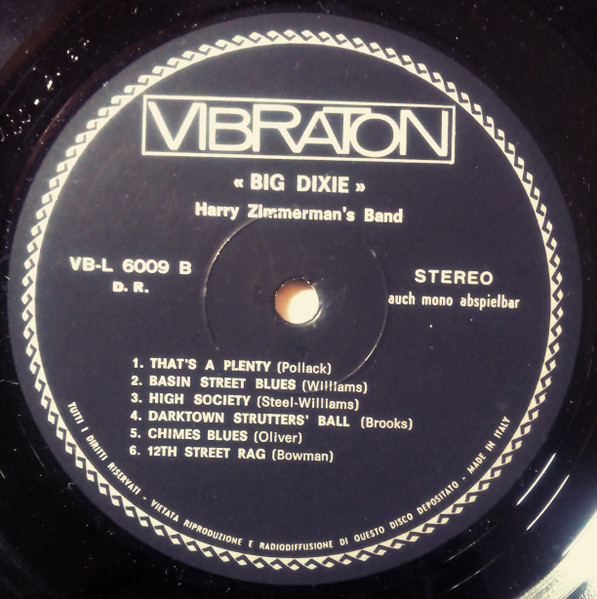 VIBRATON
« BIG DIXIE »
Harry Zimmerman's Band
VB-L 6009 B
D. R.
STEREO
auch mono abspielbar
1. THAT'S A PLENTY (Pollack)
2. BASIN STREET BLUES (Williams)
3. HIGH SOCIETY (Steel-Williams)
4. DARKTOWN STRUTTERS' BALL (Brooks)
5. CHIMES BLUES (Oliver)
6. 12TH STREET RAG (Bowman)
TUTTI I DIRITTI RISERVATI - VIETATA RIPRODUZIONE E RADIODIFFUSIONE DI QUESTO DISCO DEPOSITATO - MADE IN ITALY